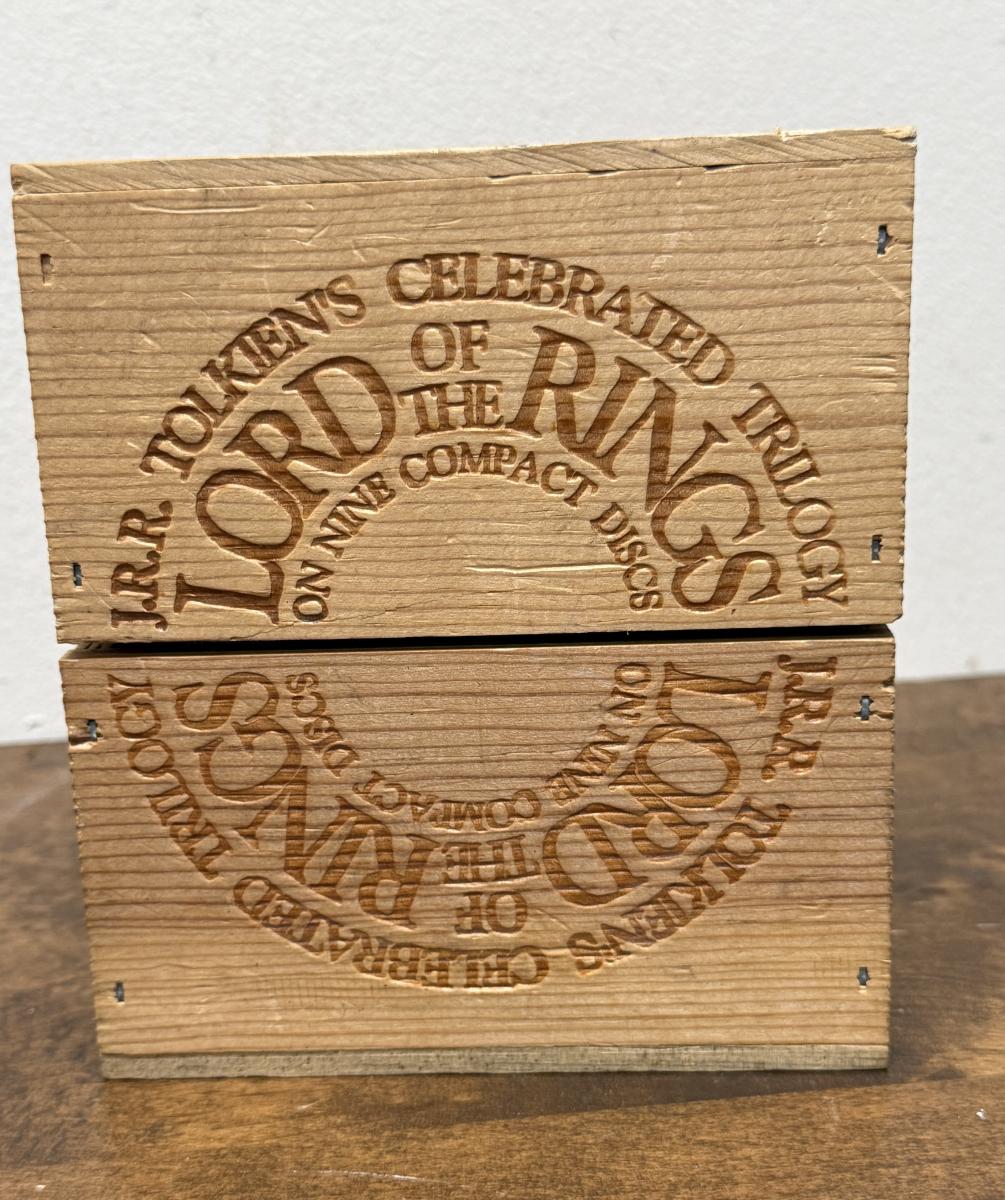 J.R.R. TOLKIEN'S CELEBRATED TRILOGY
LORD OF THE RINGS
ON NINE COMPACT DISCS
J.R.R. TOLKIEN'S CELEBRATED TRILOGY
LORD OF THE RINGS
ON NINE COMPACT DISCS